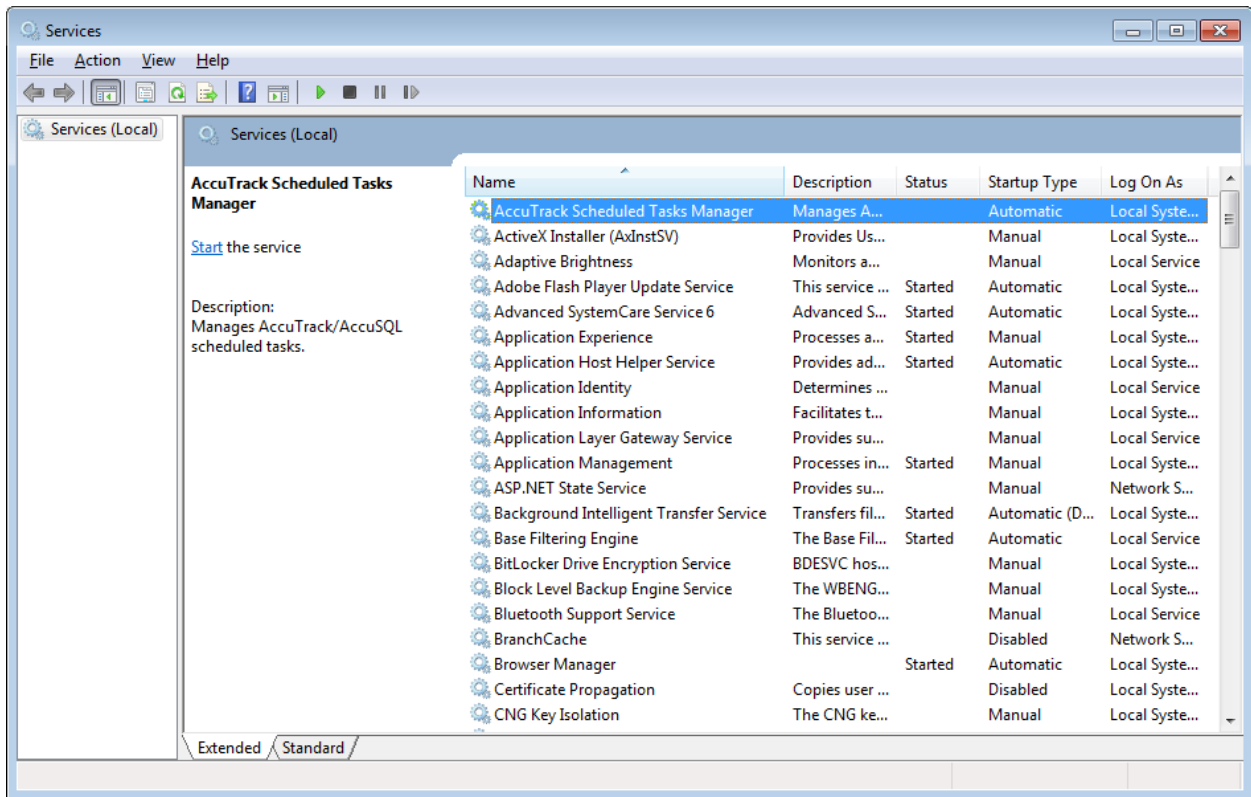 Services
File Action View Help
Services (Local)
Services (Local)
AccuTrack Scheduled Tasks
Manager
Start the service
Description:
Manages AccuTrack/AccuSQL
scheduled tasks.
Name Description Status Startup Type Log On As
AccuTrack Scheduled Tasks Manager Manages A... Automatic Local Syste...
ActiveX Installer (AxInstSV) Provides Us... Manual Local Syste...
Adaptive Brightness Monitors a... Manual Local Service
Adobe Flash Player Update Service This service ... Started Automatic Local Syste...
Advanced SystemCare Service 6 Advanced S... Started Automatic Local Syste...
Application Experience Processes a... Started Manual Local Syste...
Application Host Helper Service Provides ad... Started Automatic Local Syste...
Application Identity Determines ... Manual Local Service
Application Information Facilitates t... Manual Local Syste...
Application Layer Gateway Service Provides su... Manual Local Service
Application Management Processes in... Started Manual Local Syste...
ASP.NET State Service Provides su... Manual Network S...
Background Intelligent Transfer Service Transfers fil... Started Automatic (D... Local Syste...
Base Filtering Engine The Base Fil... Started Automatic Local Service
BitLocker Drive Encryption Service BDESVC hos... Manual Local Syste...
Block Level Backup Engine Service The WBENG... Manual Local Syste...
Bluetooth Support Service The Bluetoo... Manual Local Service
BranchCache This service ... Disabled Network S...
Browser Manager Started Automatic Local Syste...
Certificate Propagation Copies user ... Disabled Local Syste...
CNG Key Isolation The CNG ke... Manual Local Syste...
Extended Standard